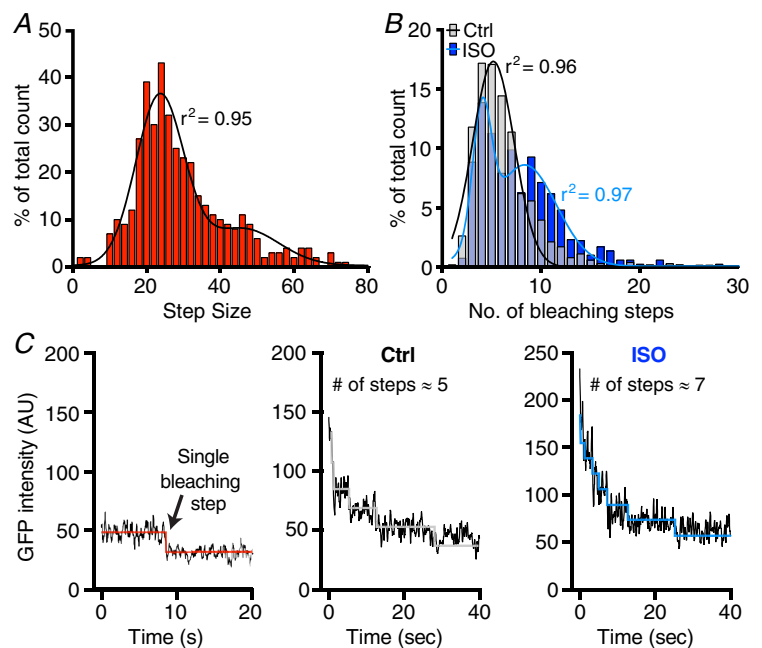 A
50
40
30
20
10
0
% of total count
r² = 0.95
0 20 40 60 80
Step Size
B
20
15
10
5
0
% of total count
Ctrl
ISO
r² = 0.96
r² = 0.97
0 10 20 30
No. of bleaching steps
C
200
150
100
50
0
GFP intensity (AU)
Single
bleaching
step
0 10 20
Time (s)
Ctrl
200
150
100
50
0
# of steps ≈ 5
0 20 40
Time (sec)
ISO
250
200
150
100
50
0
# of steps ≈ 7
0 20 40
Time (sec)